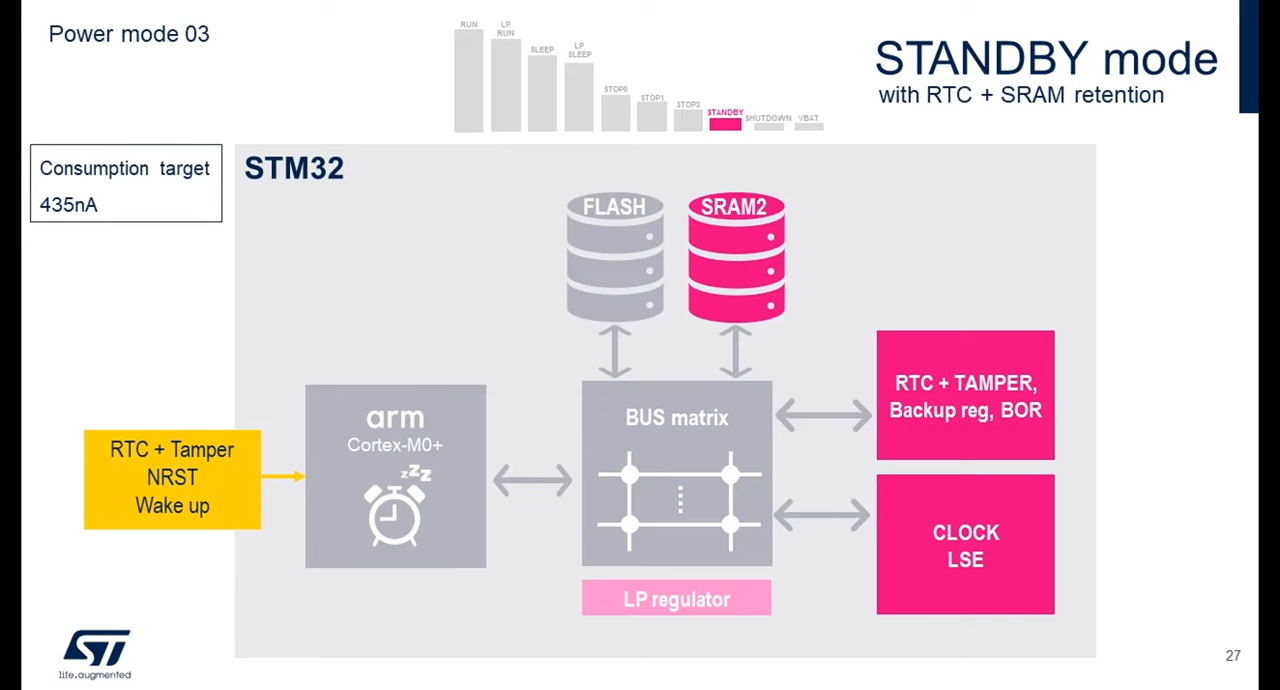 Power mode 03
RUN
LP
RUN
SLEEP
LP
SLEEP
STOP0
STOP1
STOP2
STANDBY
SHUTDOWN
VBAT
STANDBY mode
with RTC + SRAM retention
Consumption target
435nA
STM32
FLASH
SRAM2
RTC + TAMPER,
Backup reg, BOR
arm
Cortex-M0+
zzZz
BUS matrix
RTC + Tamper
NRST
Wake up
CLOCK
LSE
LP regulator
ST
life.augmented
27